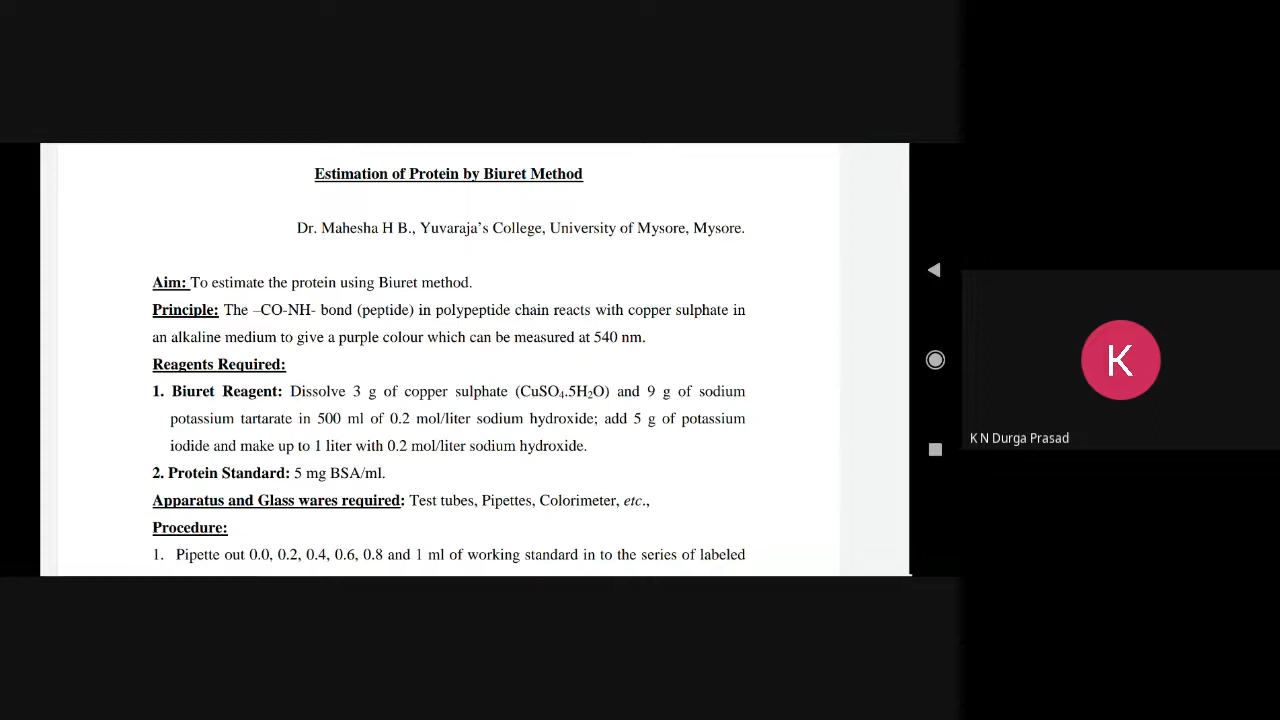 Estimation of Protein by Biuret Method
Dr. Mahesha H B., Yuvaraja's College, University of Mysore, Mysore.
Aim: To estimate the protein using Biuret method.
Principle: The –CO-NH- bond (peptide) in polypeptide chain reacts with copper sulphate in
an alkaline medium to give a purple colour which can be measured at 540 nm.
Reagents Required:
1. Biuret Reagent: Dissolve 3 g of copper sulphate (CuSO₄.5H₂O) and 9 g of sodium
potassium tartarate in 500 ml of 0.2 mol/liter sodium hydroxide; add 5 g of potassium
iodide and make up to 1 liter with 0.2 mol/liter sodium hydroxide.
2. Protein Standard: 5 mg BSA/ml.
Apparatus and Glass wares required: Test tubes, Pipettes, Colorimeter, etc.,
Procedure:
1. Pipette out 0.0, 0.2, 0.4, 0.6, 0.8 and 1 ml of working standard in to the series of labeled
K
K N Durga Prasad